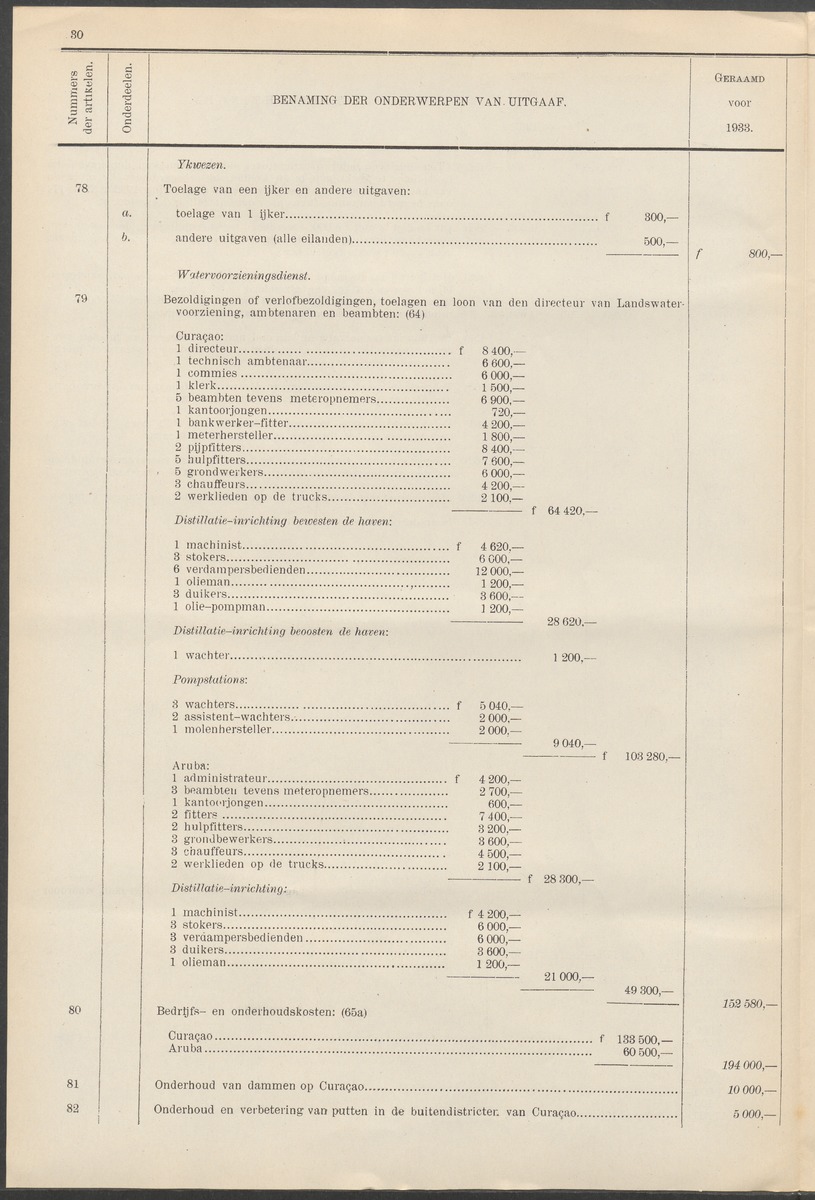 30
Nummers der artikelen.
Onderdeelen.
BENAMING DER ONDERWERPEN VAN UITGAAF.
GERAAMD
voor
1933.
Ykwezen.
78 Toelage van een ijker en andere uitgaven:
a. toelage van 1 ijker f 300,—
b. andere uitgaven (alle eilanden) 500,—
f 800,—
Watervoorzieningsdienst.
79 Bezoldigingen of verlofbezoldigingen, toelagen en loon van den directeur van Landswater-
voorziening, ambtenaren en beambten: (64)
Curaçao:
1 directeur f 8 400,—
1 technisch ambtenaar 6 600,—
1 commies 6 000,—
1 klerk 1 500,—
5 beambten tevens meteropnemers 6 900,—
1 kantoorjongen 720,—
1 bankwerker-fitter 4 200,—
1 meterhersteller 1 800,—
2 pijpfitters 8 400,—
5 hulpfitters 7 600,—
5 grondwerkers 6 000,—
3 chauffeurs 4 200,—
2 werklieden op de trucks 2 100,—
f 64 420,—
Distillatie-inrichting bewesten de haven:
1 machinist f 4 620,—
3 stokers 6 000,—
6 verdampersbedienden 12 000,—
1 olieman 1 200,—
3 duikers 3 600,—
1 olie-pompman 1 200,—
28 620,—
Distillatie-inrichting beoosten de haven:
1 wachter 1 200,—
Pompstations:
3 wachters f 5 040,—
2 assistent-wachters 2 000,—
1 molenhersteller 2 000,—
9 040,—
f 103 280,—
Aruba:
1 administrateur f 4 200,—
3 beambten tevens meteropnemers 2 700,—
1 kantoorjongen 600,—
2 fitters 7 400,—
2 hulpfitters 3 200,—
3 grondbewerkers 3 600,—
3 chauffeurs 4 500,—
2 werklieden op de trucks 2 100,—
f 28 300,—
Distillatie-inrichting:
1 machinist f 4 200,—
3 stokers 6 000,—
3 verdampersbedienden 6 000,—
3 duikers 3 600,—
1 olieman 1 200,—
21 000,—
49 300,—
152 580,—
80 Bedrijfs- en onderhoudskosten: (65a)
Curaçao f 133 500,—
Aruba 60 500,—
194 000,—
81 Onderhoud van dammen op Curaçao 10 000,—
82 Onderhoud en verbetering van putten in de buitendistricten van Curaçao 5 000,—